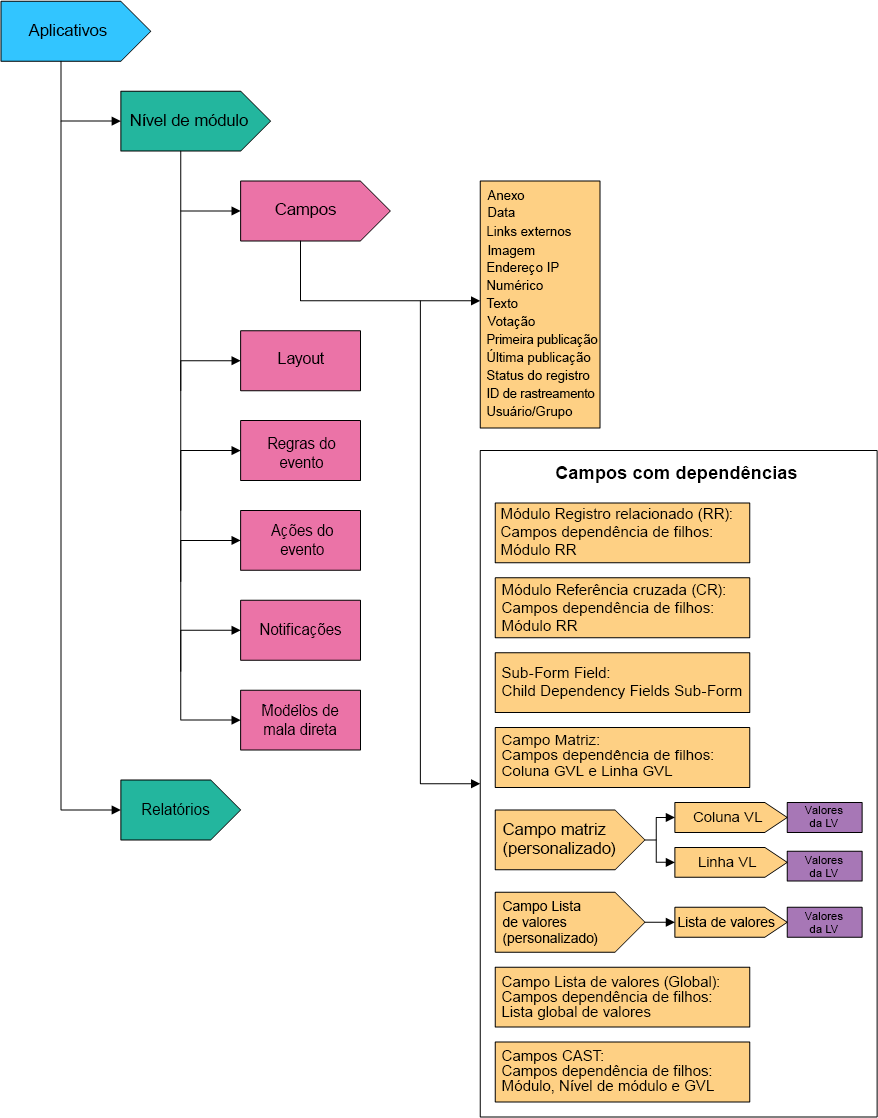 Aplicativos
Nível de módulo
Campos
Layout
Regras do
evento
Ações do
evento
Notificações
Modelos de
mala direta
Relatórios
Anexo
Data
Links externos
Imagem
Endereço IP
Numérico
Texto
Votação
Primeira publicação
Última publicação
Status do registro
ID de rastreamento
Usuário/Grupo
Campos com dependências
Módulo Registro relacionado (RR):
Campos dependência de filhos:
Módulo RR
Módulo Referência cruzada (CR):
Campos dependência de filhos:
Módulo RR
Sub-Form Field:
Child Dependency Fields Sub-Form
Campo Matriz:
Campos dependência de filhos:
Coluna GVL e Linha GVL
Campo matriz
(personalizado)
Coluna VL
Valores
da LV
Linha VL
Valores
da LV
Campo Lista
de valores
(personalizado)
Lista de valores
Valores
da LV
Campo Lista de valores (Global):
Campos dependência de filhos:
Lista global de valores
Campos CAST:
Campos dependência de filhos:
Módulo, Nível de módulo e GVL